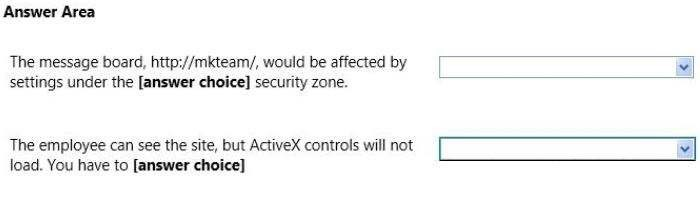 Answer Area
The message board, http://mkteam/, would be affected by
settings under the [answer choice] security zone.
The employee can see the site, but ActiveX controls will not
load. You have to [answer choice]